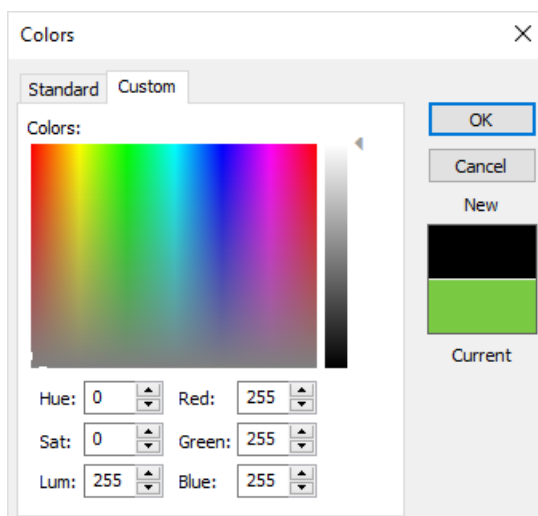 Colors
Standard Custom
Colors:
OK
Cancel
New
Current
Hue: 0 Red: 255
Sat: 0 Green: 255
Lum: 255 Blue: 255